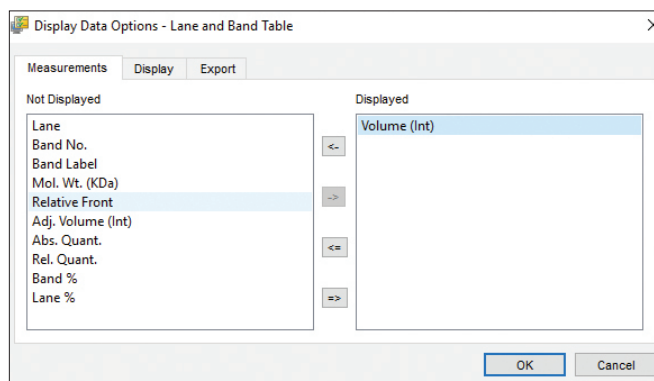 Display Data Options - Lane and Band Table
Measurements Display Export
Not Displayed
Lane
Band No.
Band Label
Mol. Wt. (KDa)
Relative Front
Adj. Volume (Int)
Abs. Quant.
Rel. Quant.
Band %
Lane %
<-
->
<=
=>
Displayed
Volume (Int)
OK Cancel